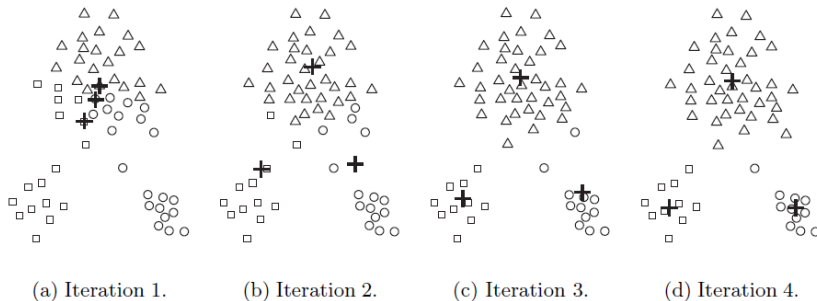 (a) Iteration 1.
(b) Iteration 2.
(c) Iteration 3.
(d) Iteration 4.